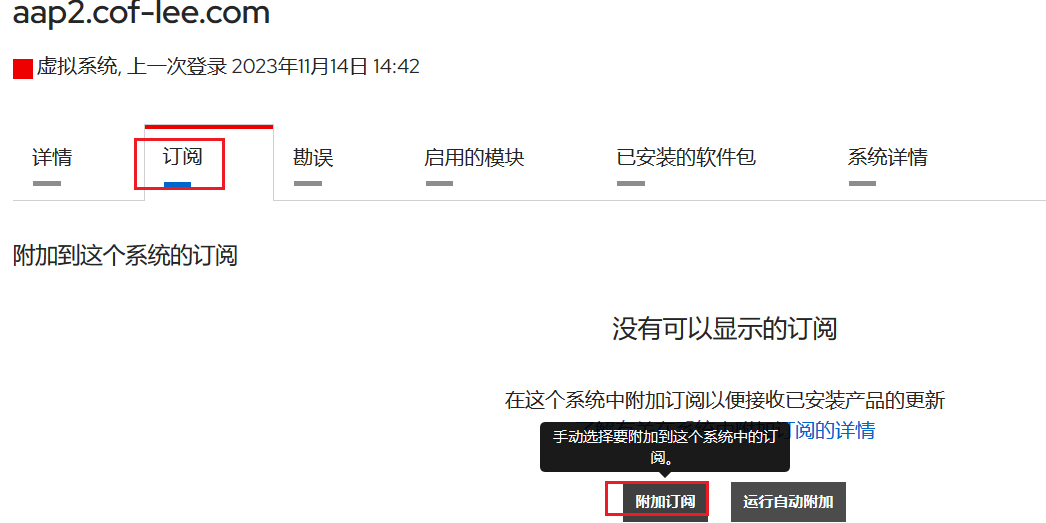 aap2.cof-lee.com
虚拟系统, 上一次登录 2023年11月14日 14:42
详情 订阅 勘误 启用的模块 已安装的软件包 系统详情
附加到这个系统的订阅
没有可以显示的订阅
在这个系统中附加订阅以便接收已安装产品的更新
订阅的详情
手动选择要附加到这个系统中的订
阅。
附加订阅 运行自动附加